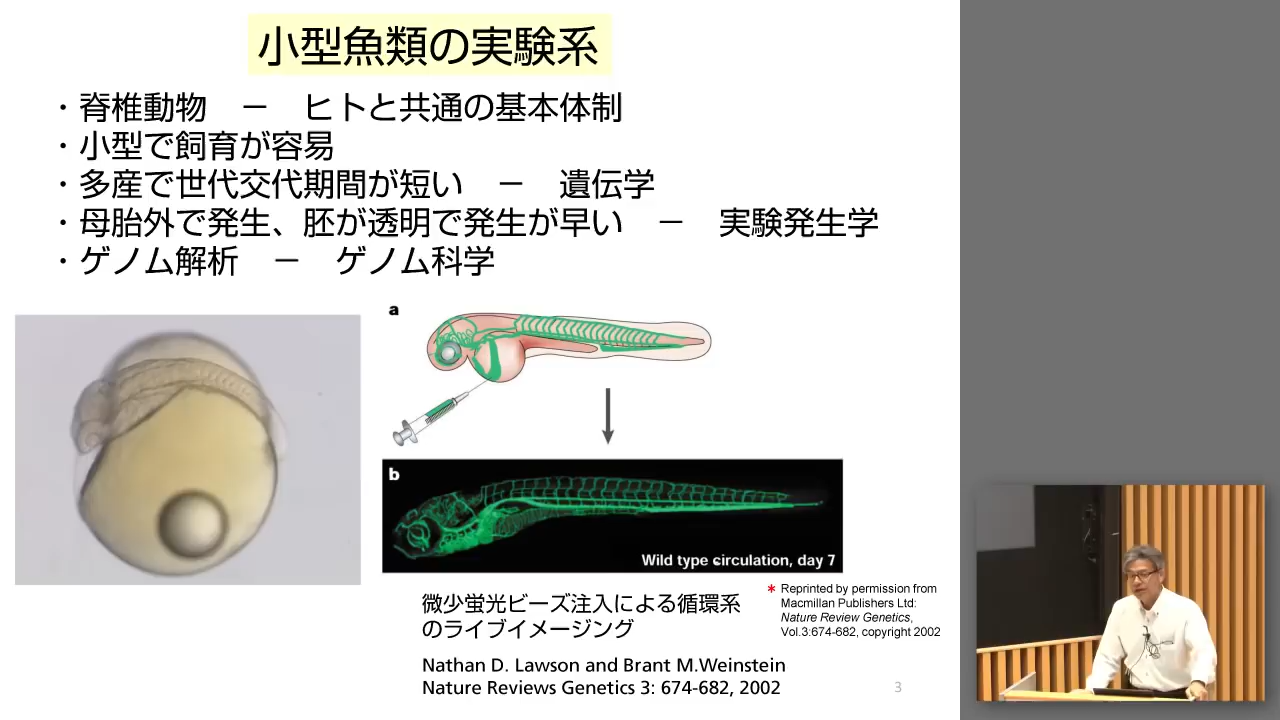 小型魚類の実験系
・脊椎動物　－　ヒトと共通の基本体制
・小型で飼育が容易
・多産で世代交代期間が短い　－　遺伝学
・母胎外で発生、胚が透明で発生が早い　－　実験発生学
・ゲノム解析　－　ゲノム科学
a
b
Wild type circulation, day 7
微少蛍光ビーズ注入による循環系
のライブイメージング
* Reprinted by permission from
Macmillan Publishers Ltd:
Nature Review Genetics,
Vol.3:674-682, copyright 2002
Nathan D. Lawson and Brant M.Weinstein
Nature Reviews Genetics 3: 674-682, 2002
3